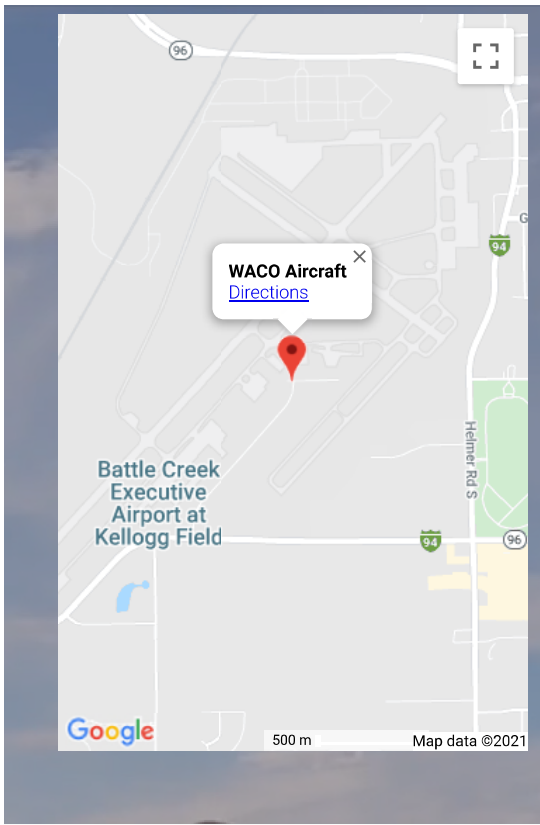 96
G
94
WACO Aircraft
Directions
Helmer Rd S
Battle Creek
Executive
Airport at
Kellogg Field
94
96
Google
500 m
Map data ©2021